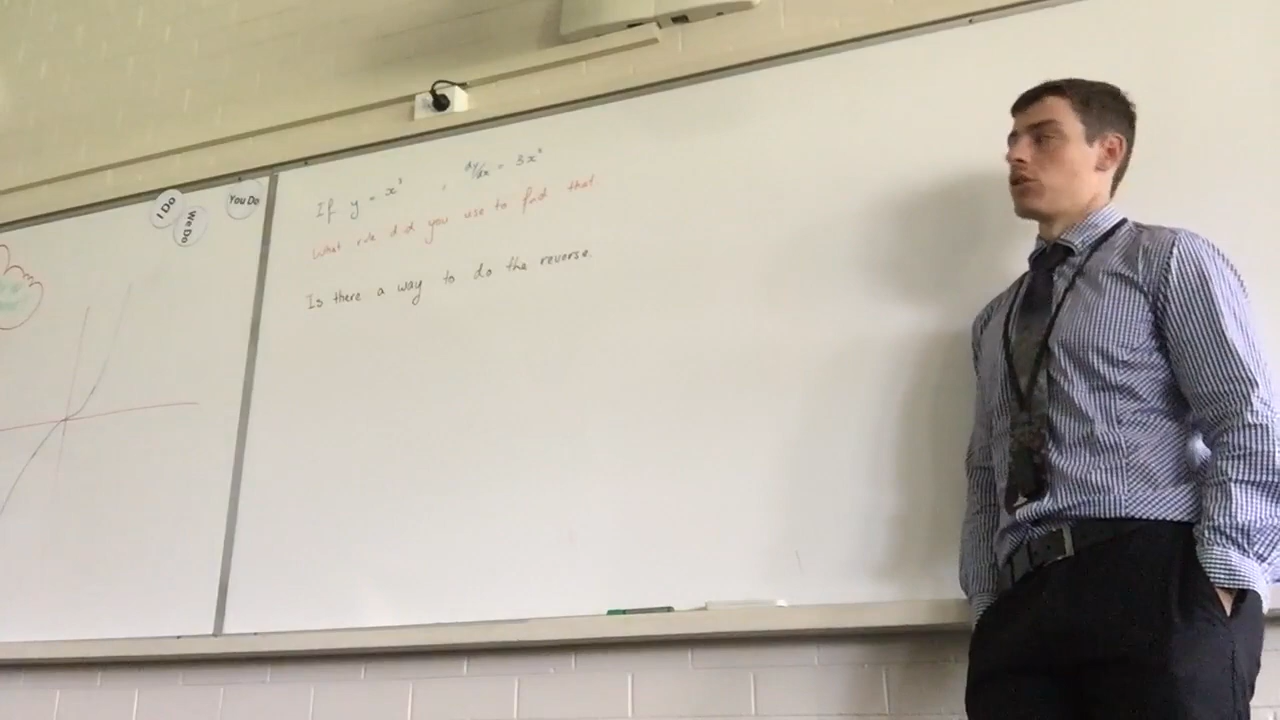 I Do
We Do
You Do
If y = x³, dy/dx = 3x²
What rule did you use to find that
Is there a way to do the reverse.